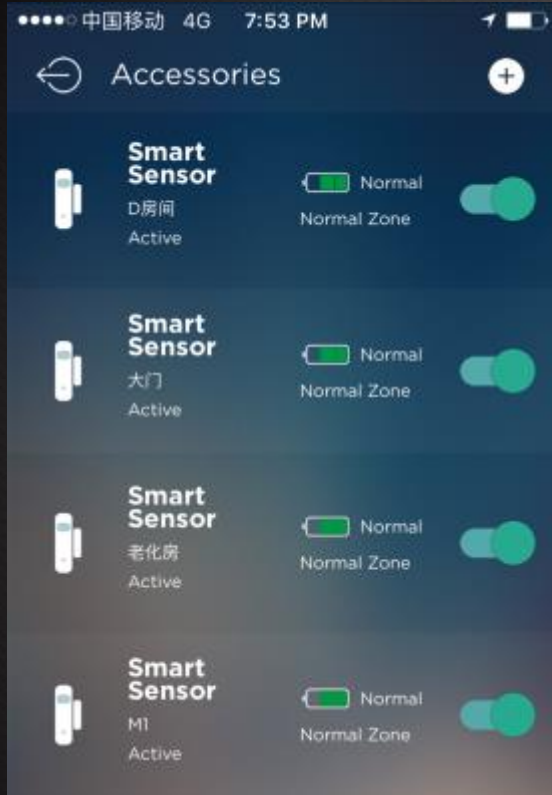 中国移动 4G 7:53 PM
Accessories
Smart
Sensor
D房间
Active
Normal
Normal Zone
Smart
Sensor
大门
Active
Normal
Normal Zone
Smart
Sensor
老化房
Active
Normal
Normal Zone
Smart
Sensor
M1
Active
Normal
Normal Zone